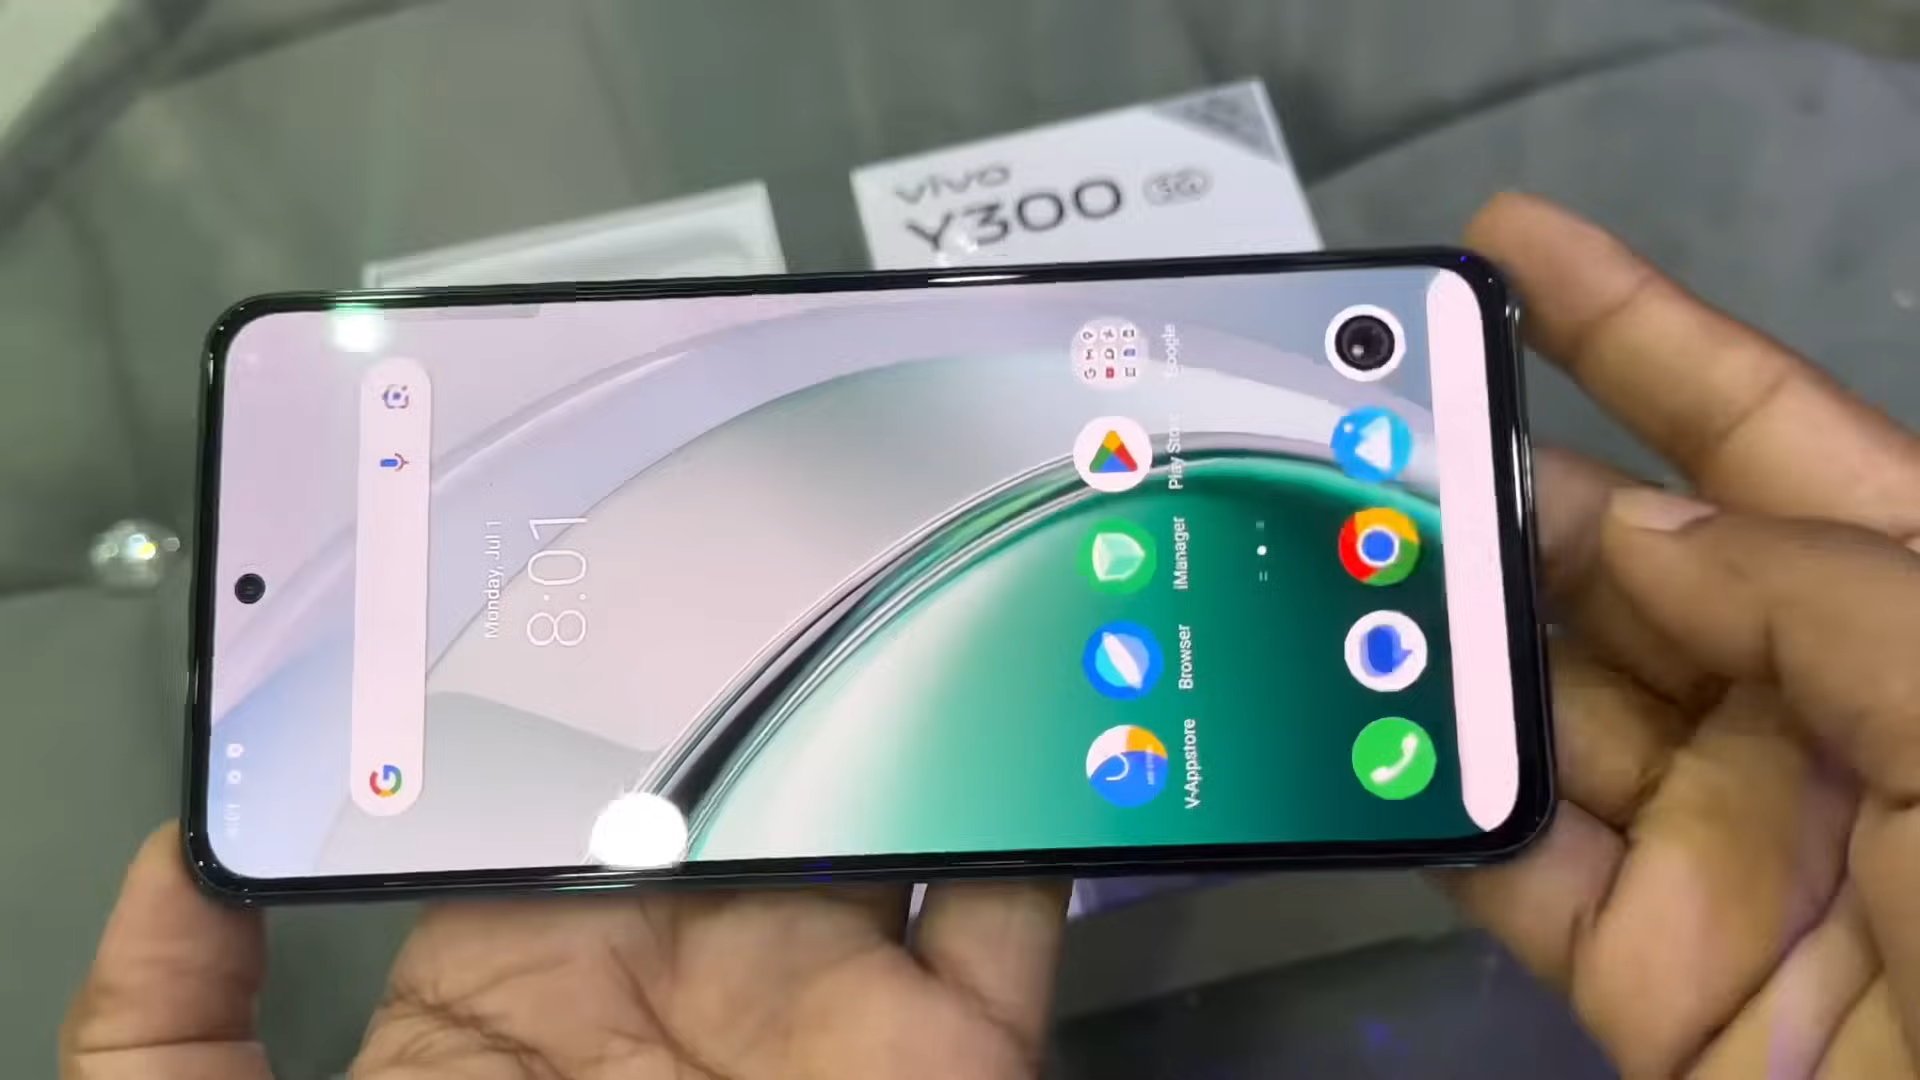 vivo
Y300 5G
Monday, Jul 1
8:01
V-Appstore
Browser
iManager
Play Store
Google